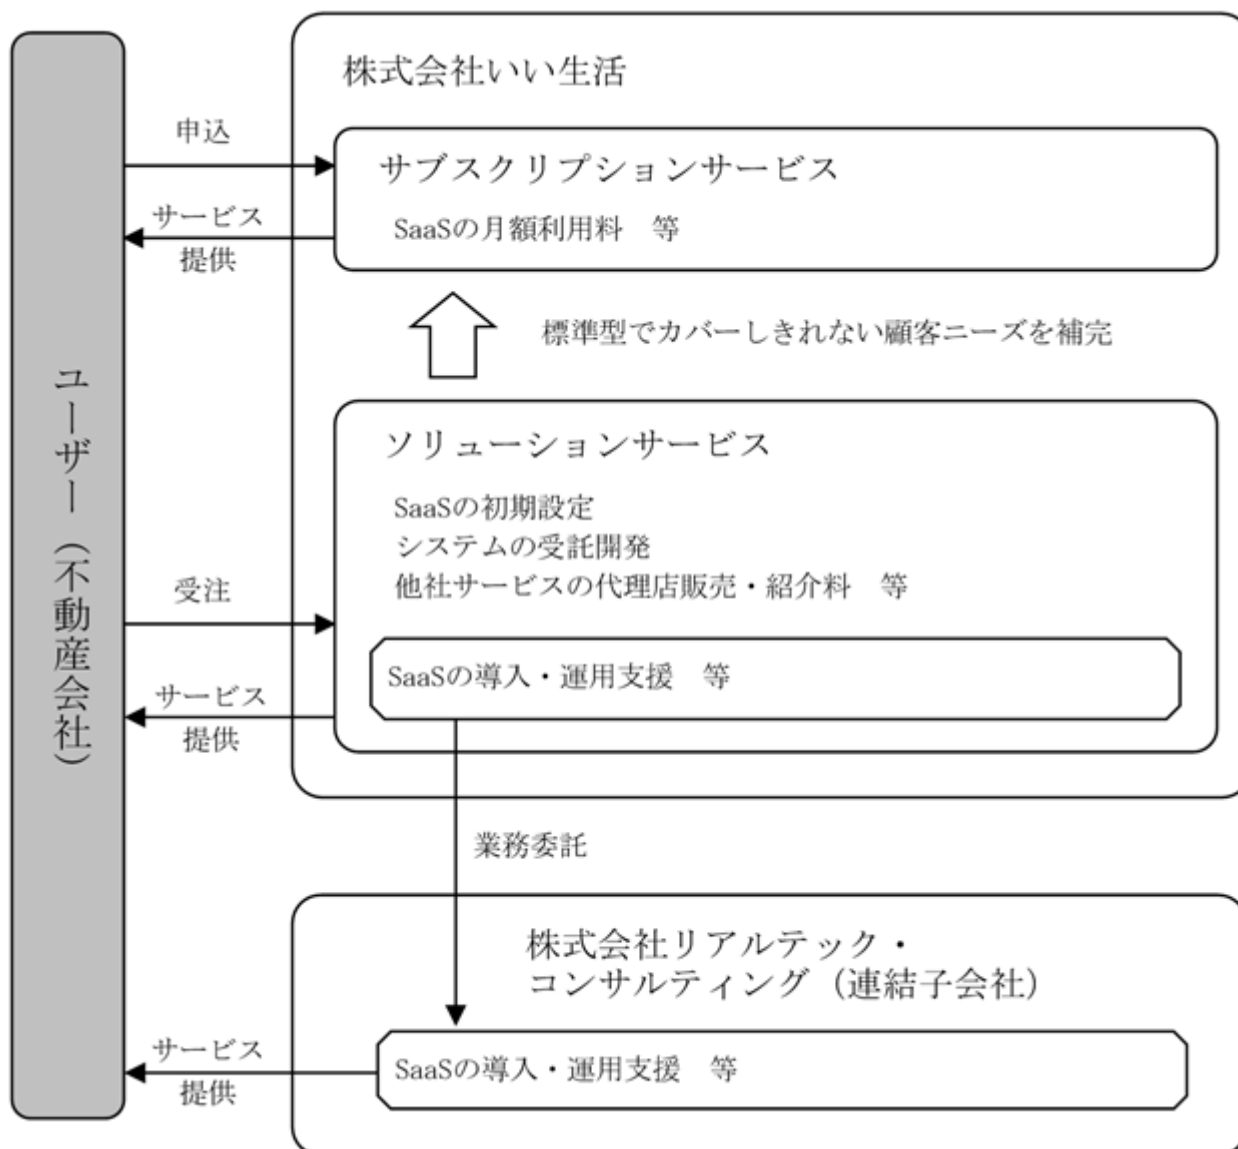 株式会社いい生活
申込
サブスクリプションサービス
サービス
提供
SaaSの月額利用料　等
標準型でカバーしきれない顧客ニーズを補完
ユーザー（不動産会社）
ソリューションサービス
SaaSの初期設定
システムの受託開発
他社サービスの代理店販売・紹介料　等
受注
SaaSの導入・運用支援　等
サービス
提供
業務委託
株式会社リアルテック・
コンサルティング（連結子会社）
サービス
提供
SaaSの導入・運用支援　等